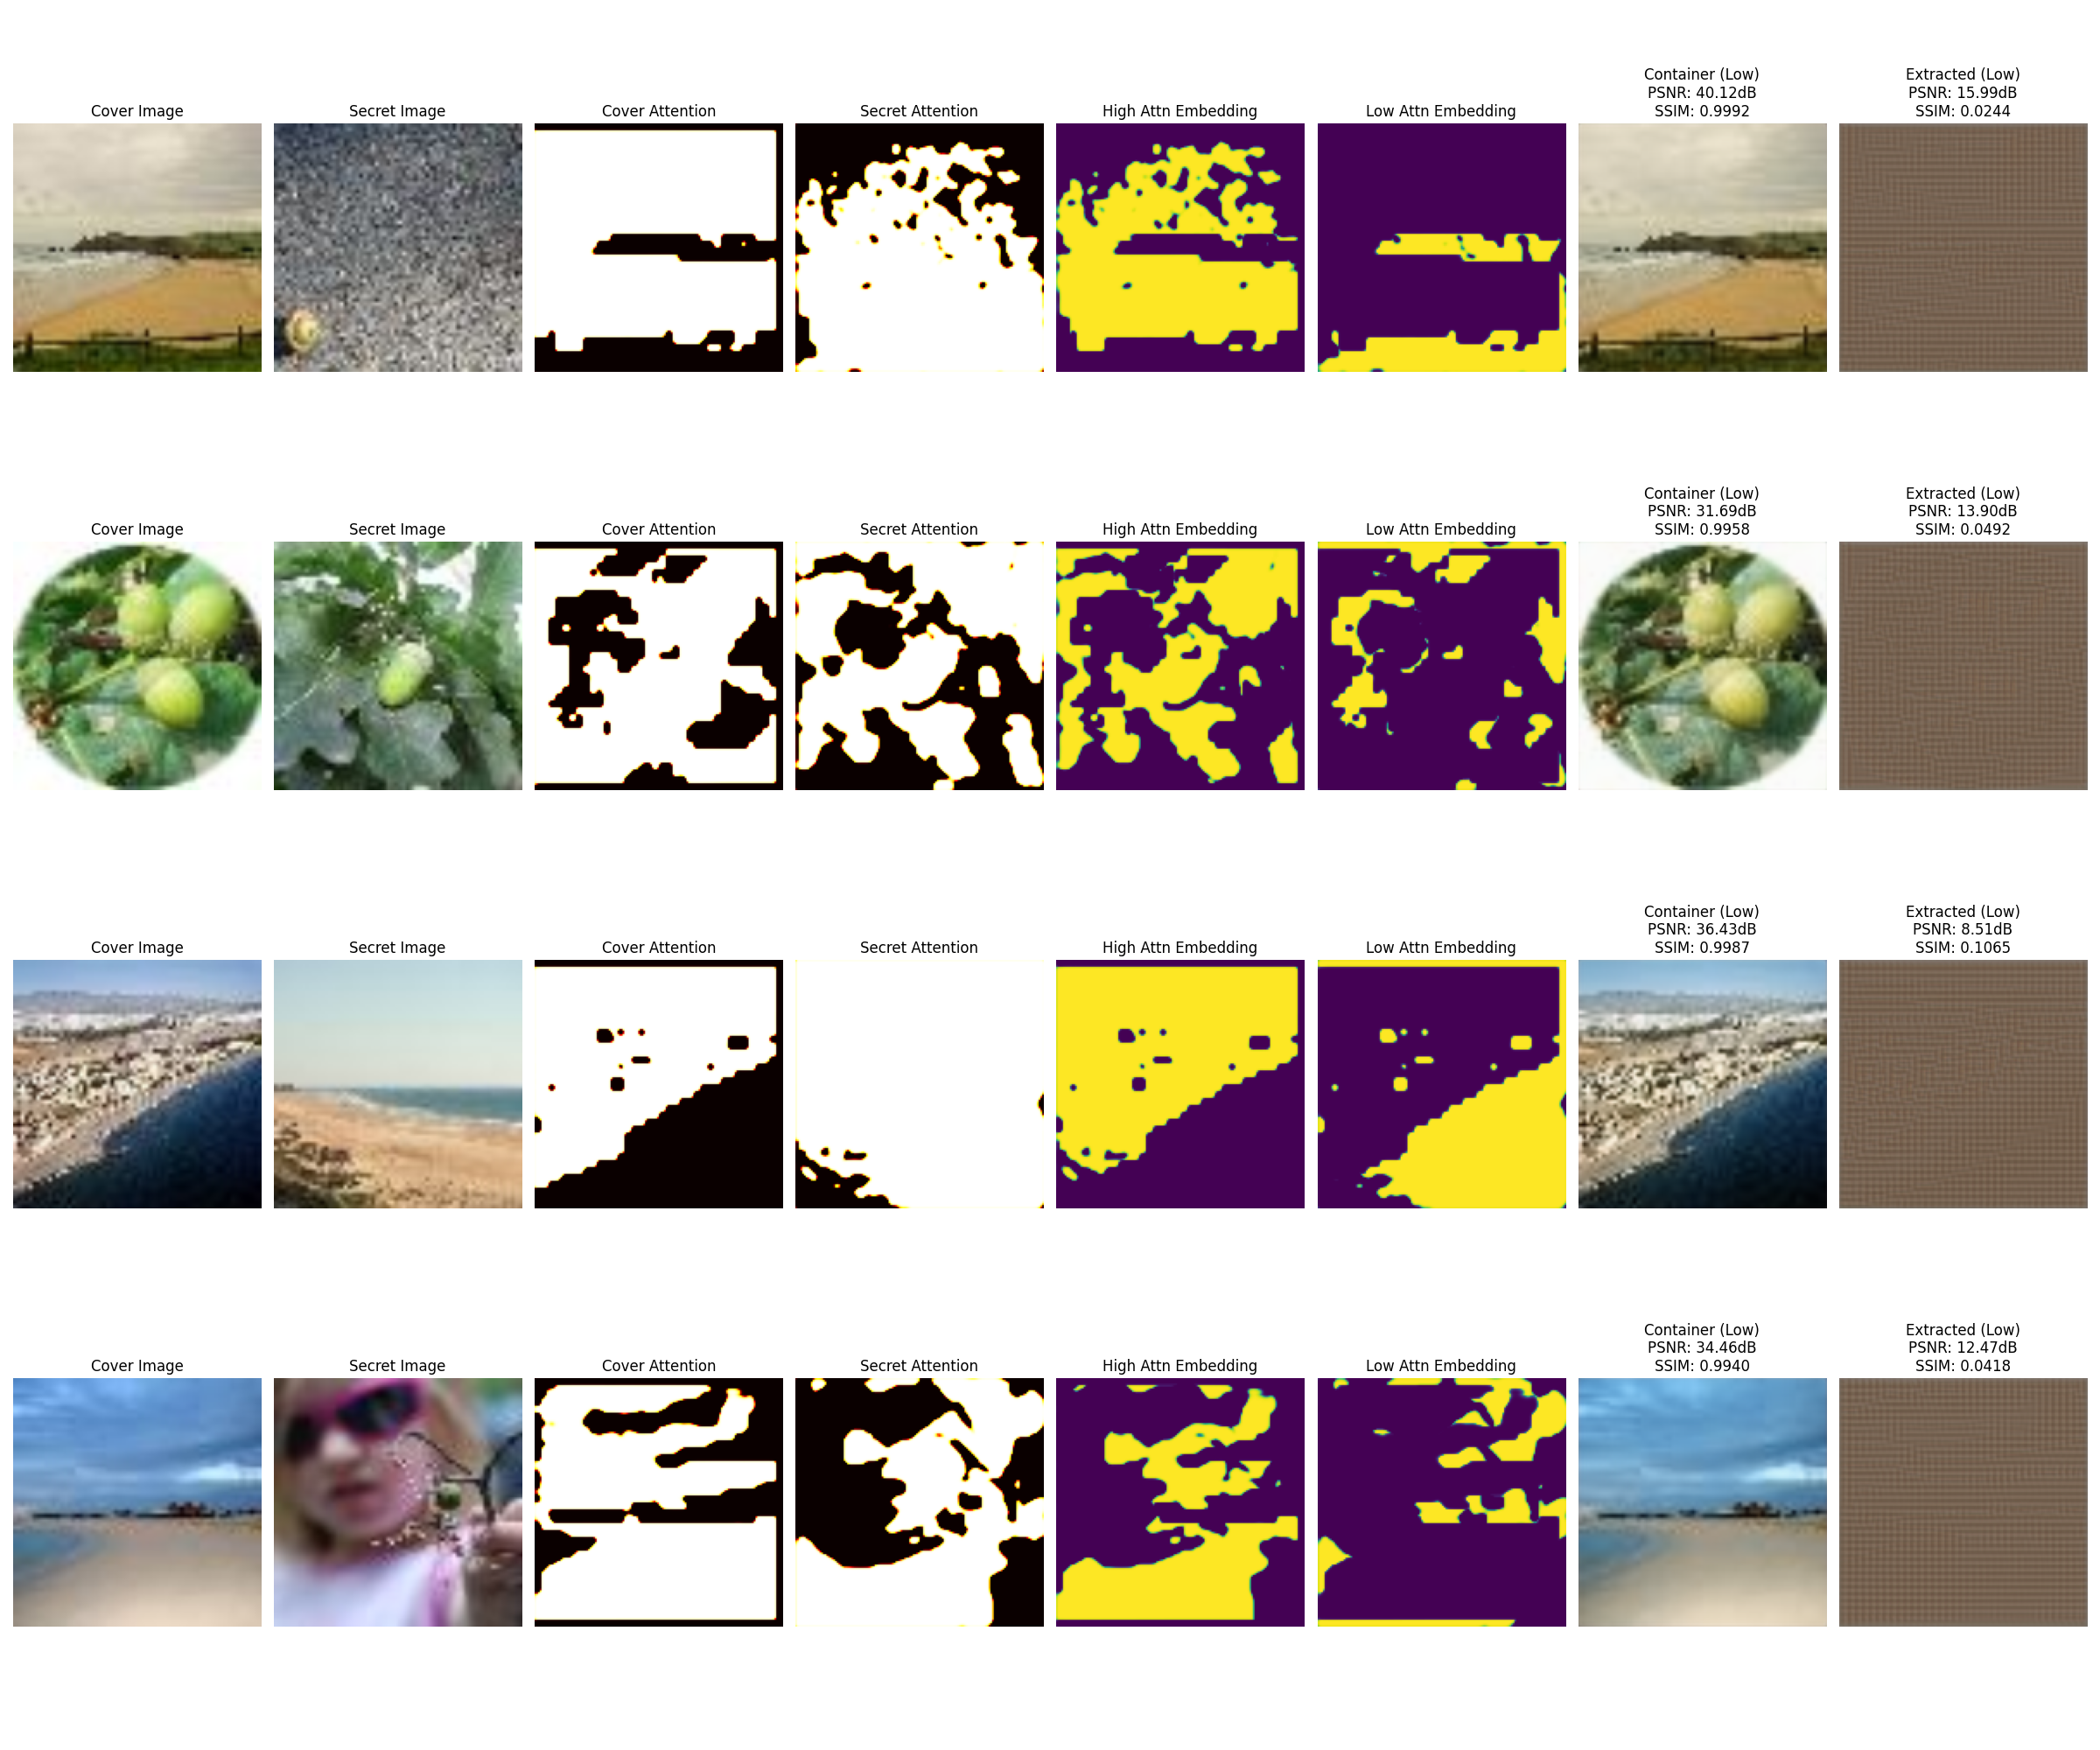 Cover Image
Secret Image
Cover Attention
Secret Attention
High Attn Embedding
Low Attn Embedding
Container (Low)
PSNR: 40.12dB
SSIM: 0.9992
Extracted (Low)
PSNR: 15.99dB
SSIM: 0.0244
Cover Image
Secret Image
Cover Attention
Secret Attention
High Attn Embedding
Low Attn Embedding
Container (Low)
PSNR: 31.69dB
SSIM: 0.9958
Extracted (Low)
PSNR: 13.90dB
SSIM: 0.0492
Cover Image
Secret Image
Cover Attention
Secret Attention
High Attn Embedding
Low Attn Embedding
Container (Low)
PSNR: 36.43dB
SSIM: 0.9987
Extracted (Low)
PSNR: 8.51dB
SSIM: 0.1065
Cover Image
Secret Image
Cover Attention
Secret Attention
High Attn Embedding
Low Attn Embedding
Container (Low)
PSNR: 34.46dB
SSIM: 0.9940
Extracted (Low)
PSNR: 12.47dB
SSIM: 0.0418